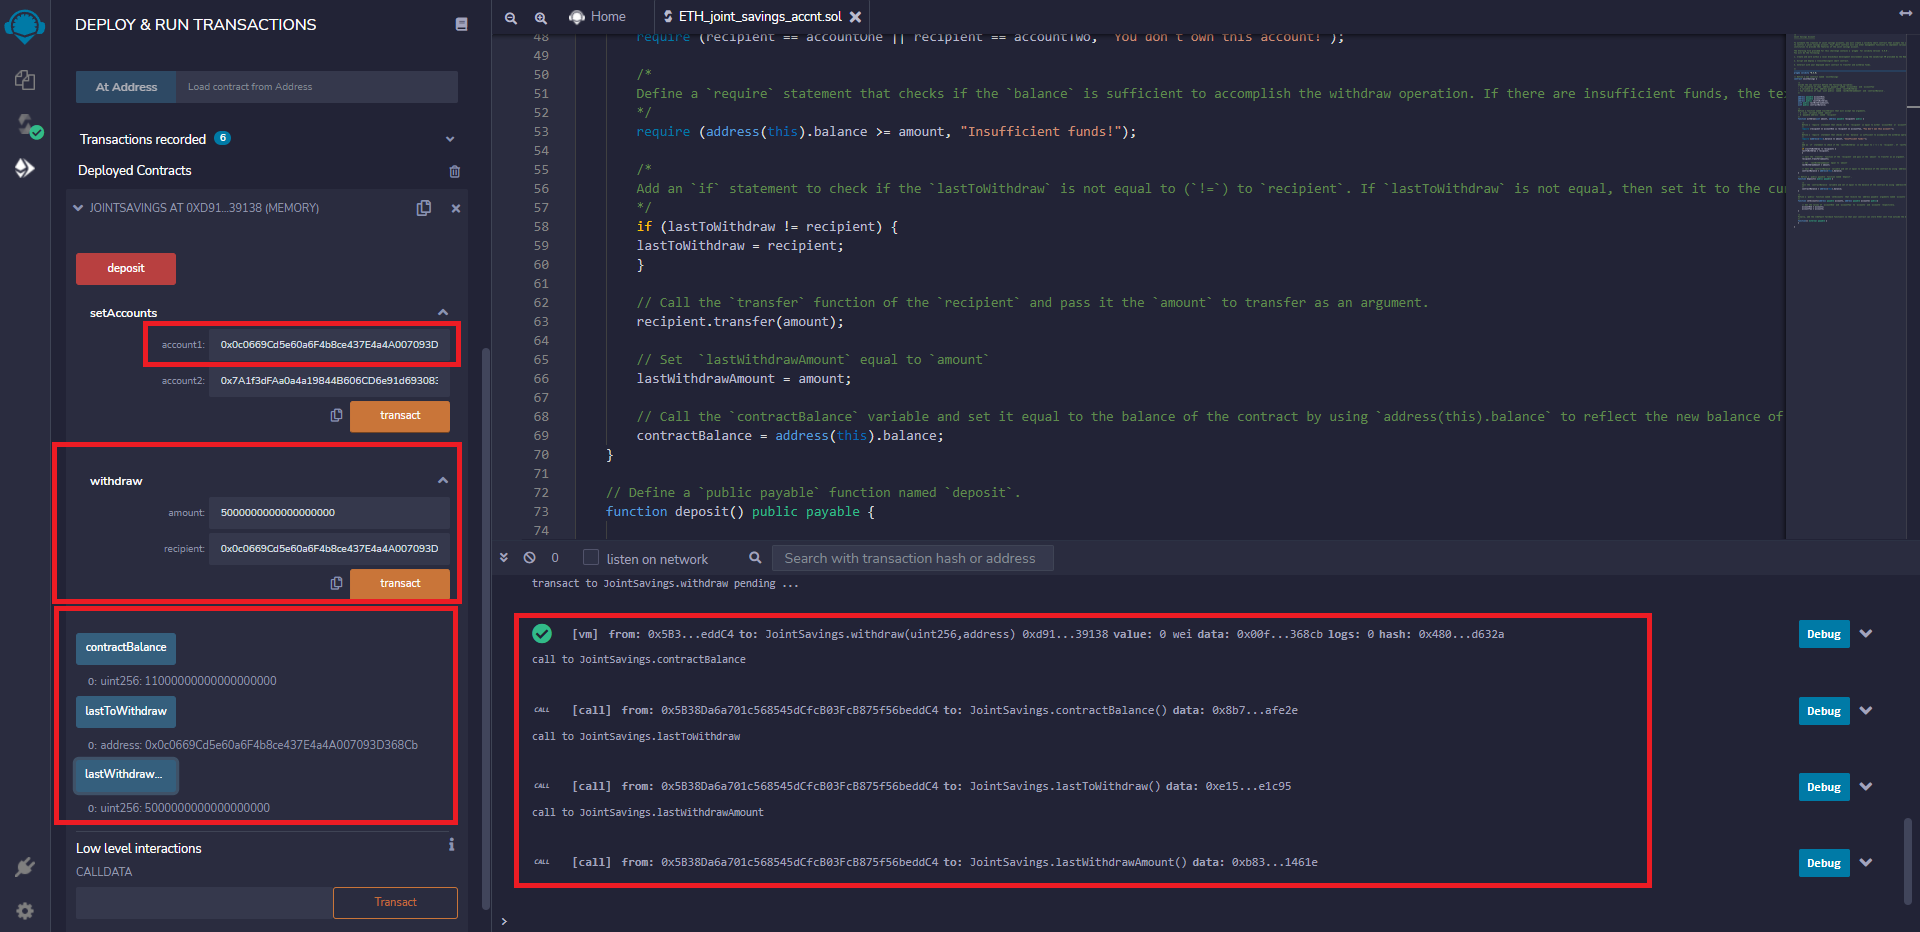 DEPLOY & RUN TRANSACTIONS
At Address
Load contract from Address
Transactions recorded 6
Deployed Contracts
JOINTSAVINGS AT 0XD91...39138 (MEMORY)
deposit
setAccounts
account1: 0x0c0669Cd5e60a6F4b8ce437E4a4A007093D
account2: 0x7A1f3dFAa0a4a19844B606CD6e91d693083
transact
withdraw
amount: 5000000000000000000
recipient: 0x0c0669Cd5e60a6F4b8ce437E4a4A007093D
transact
contractBalance
0: uint256: 11000000000000000000
lastToWithdraw
0: address: 0x0c0669Cd5e60a6F4b8ce437E4a4A007093D368Cb
lastWithdraw...
0: uint256: 5000000000000000000
Low level interactions
CALLDATA
Transact
Home
ETH_joint_savings_accnt.sol
48 require (recipient == accountOne || recipient == accountTwo, "You don't own this account!");
49
50 /*
51 Define a `require` statement that checks if the `balance` is sufficient to accomplish the withdraw operation. If there are insufficient funds, the te
52 */
53 require (address(this).balance >= amount, "Insufficient funds!");
54
55 /*
56 Add an `if` statement to check if the `lastToWithdraw` is not equal to (`!=`) to `recipient`. If `lastToWithdraw` is not equal, then set it to the cu
57 */
58 if (lastToWithdraw != recipient) {
59 lastToWithdraw = recipient;
60 }
61
62 // Call the `transfer` function of the `recipient` and pass it the `amount` to transfer as an argument.
63 recipient.transfer(amount);
64
65 // Set  `lastWithdrawAmount` equal to `amount`
66 lastWithdrawAmount = amount;
67
68 // Call the `contractBalance` variable and set it equal to the balance of the contract by using `address(this).balance` to reflect the new balance of
69 contractBalance = address(this).balance;
70 }
71
72 // Define a `public payable` function named `deposit`.
73 function deposit() public payable {
74
0
listen on network
Search with transaction hash or address
transact to JointSavings.withdraw pending ...
[vm] from: 0x5B3...eddC4 to: JointSavings.withdraw(uint256,address) 0xd91...39138 value: 0 wei data: 0x00f...368cb logs: 0 hash: 0x480...d632a
Debug
call to JointSavings.contractBalance
CALL [call] from: 0x5B38Da6a701c568545dCfcB03FcB875f56beddC4 to: JointSavings.contractBalance() data: 0x8b7...afe2e
Debug
call to JointSavings.lastToWithdraw
CALL [call] from: 0x5B38Da6a701c568545dCfcB03FcB875f56beddC4 to: JointSavings.lastToWithdraw() data: 0xe15...e1c95
Debug
call to JointSavings.lastWithdrawAmount
CALL [call] from: 0x5B38Da6a701c568545dCfcB03FcB875f56beddC4 to: JointSavings.lastWithdrawAmount() data: 0xb83...1461e
Debug
>